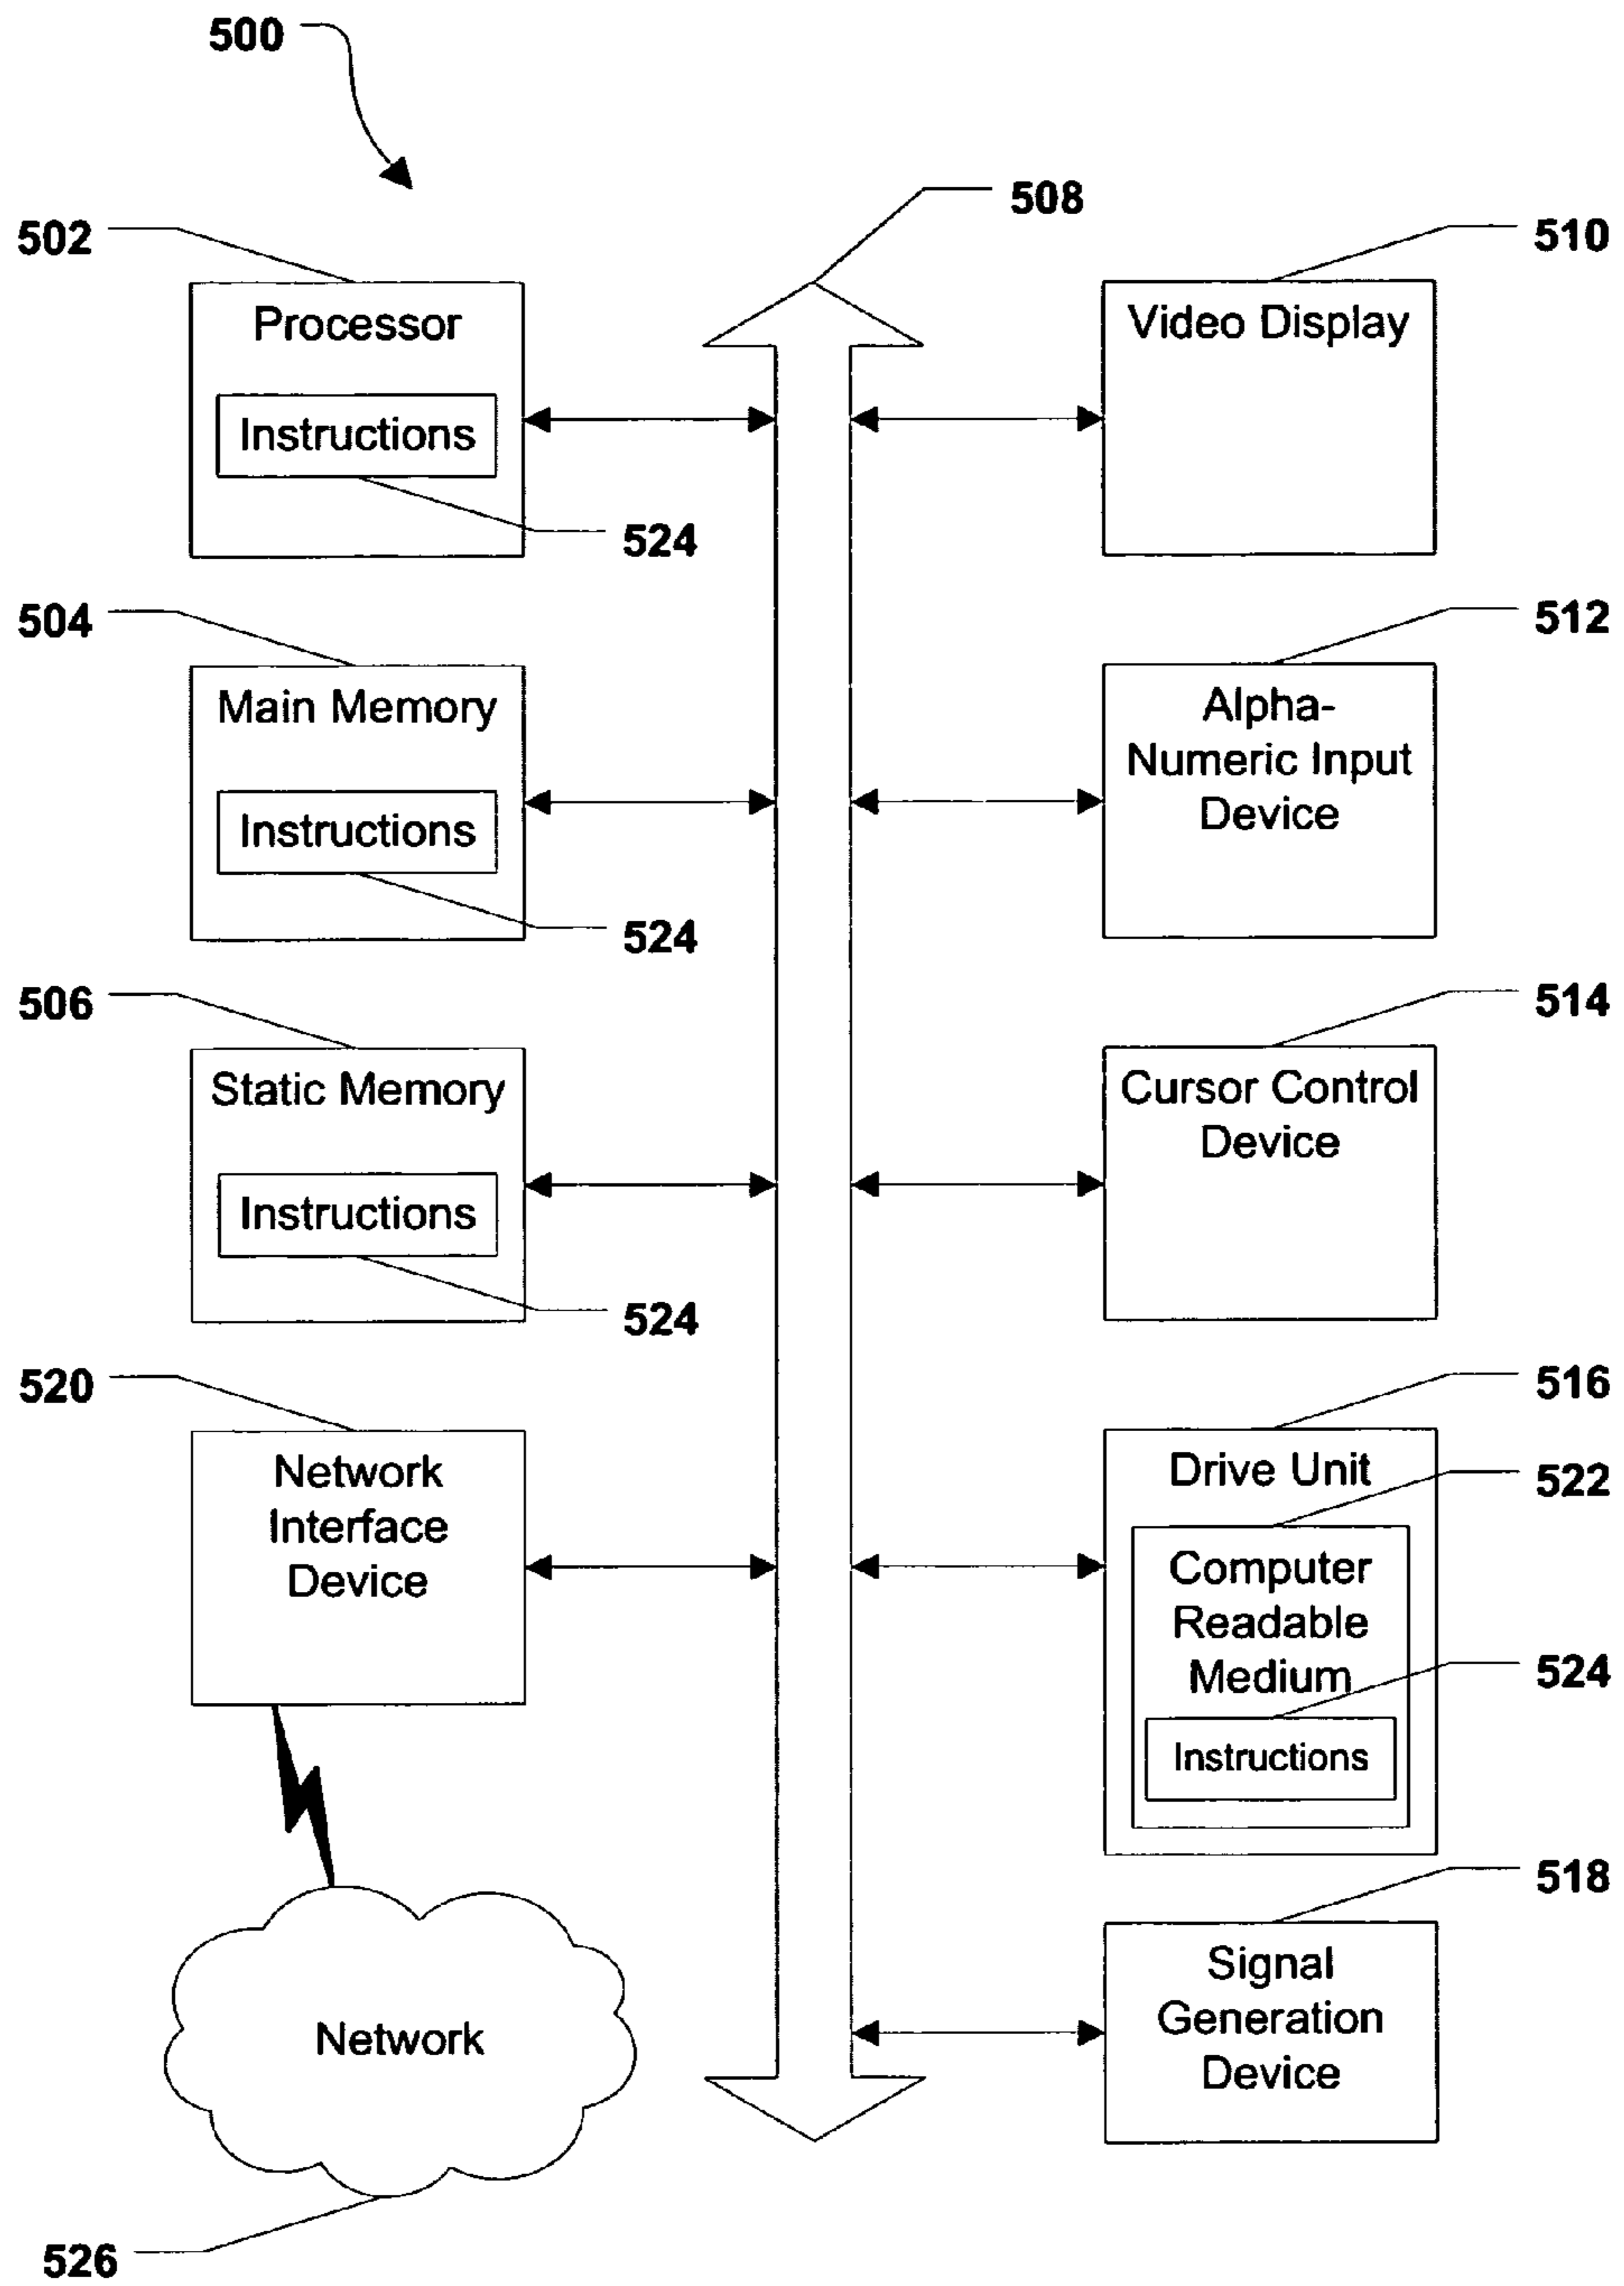 500
508
502
510
Processor
Video Display
Instructions
524
504
512
Main Memory
Alpha-
Numeric Input
Device
Instructions
524
506
514
Static Memory
Cursor Control
Device
Instructions
524
520
516
Network
Interface
Device
Drive Unit
522
Computer
Readable
Medium
524
Instructions
518
Signal
Generation
Device
Network
526